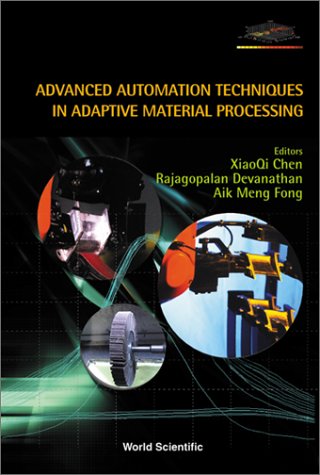 ADVANCED AUTOMATION TECHNIQUES
IN ADAPTIVE MATERIAL PROCESSING
Editors
XiaoQi Chen
Rajagopalan Devanathan
Aik Meng Fong
World Scientific